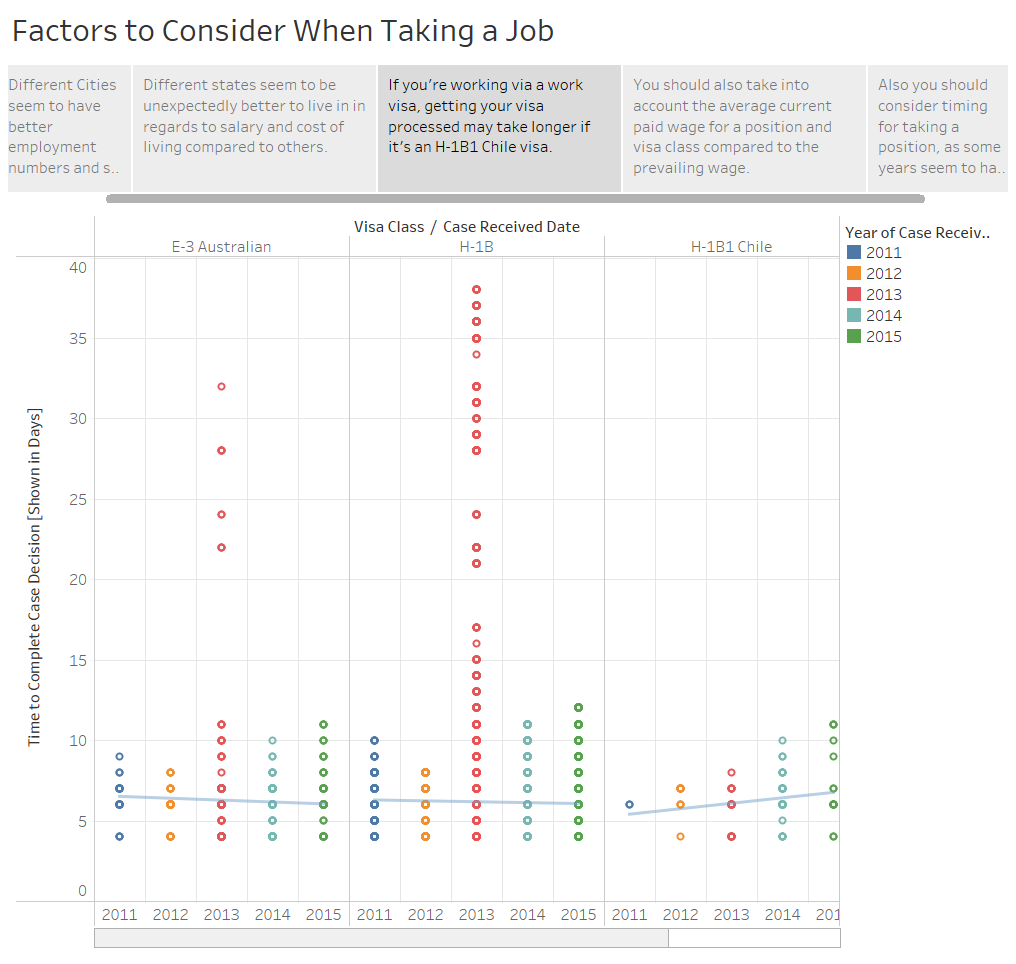 Factors to Consider When Taking a Job
Different Cities
seem to have
better
employment
numbers and s..
Different states seem to be
unexpectedly better to live in in
regards to salary and cost of
living compared to others.
If you’re working via a work
visa, getting your visa
processed may take longer if
it’s an H-1B1 Chile visa.
You should also take into
account the average current
paid wage for a position and
visa class compared to the
prevailing wage.
Also you should
consider timing
for taking a
position, as some
years seem to ha..
Visa Class / Case Received Date
E-3 Australian
H-1B
H-1B1 Chile
Year of Case Receiv..
2011
2012
2013
2014
2015
Time to Complete Case Decision [Shown in Days]
40
35
30
25
20
15
10
5
0
2011 2012 2013 2014 2015 2011 2012 2013 2014 2015 2011 2012 2013 2014 201